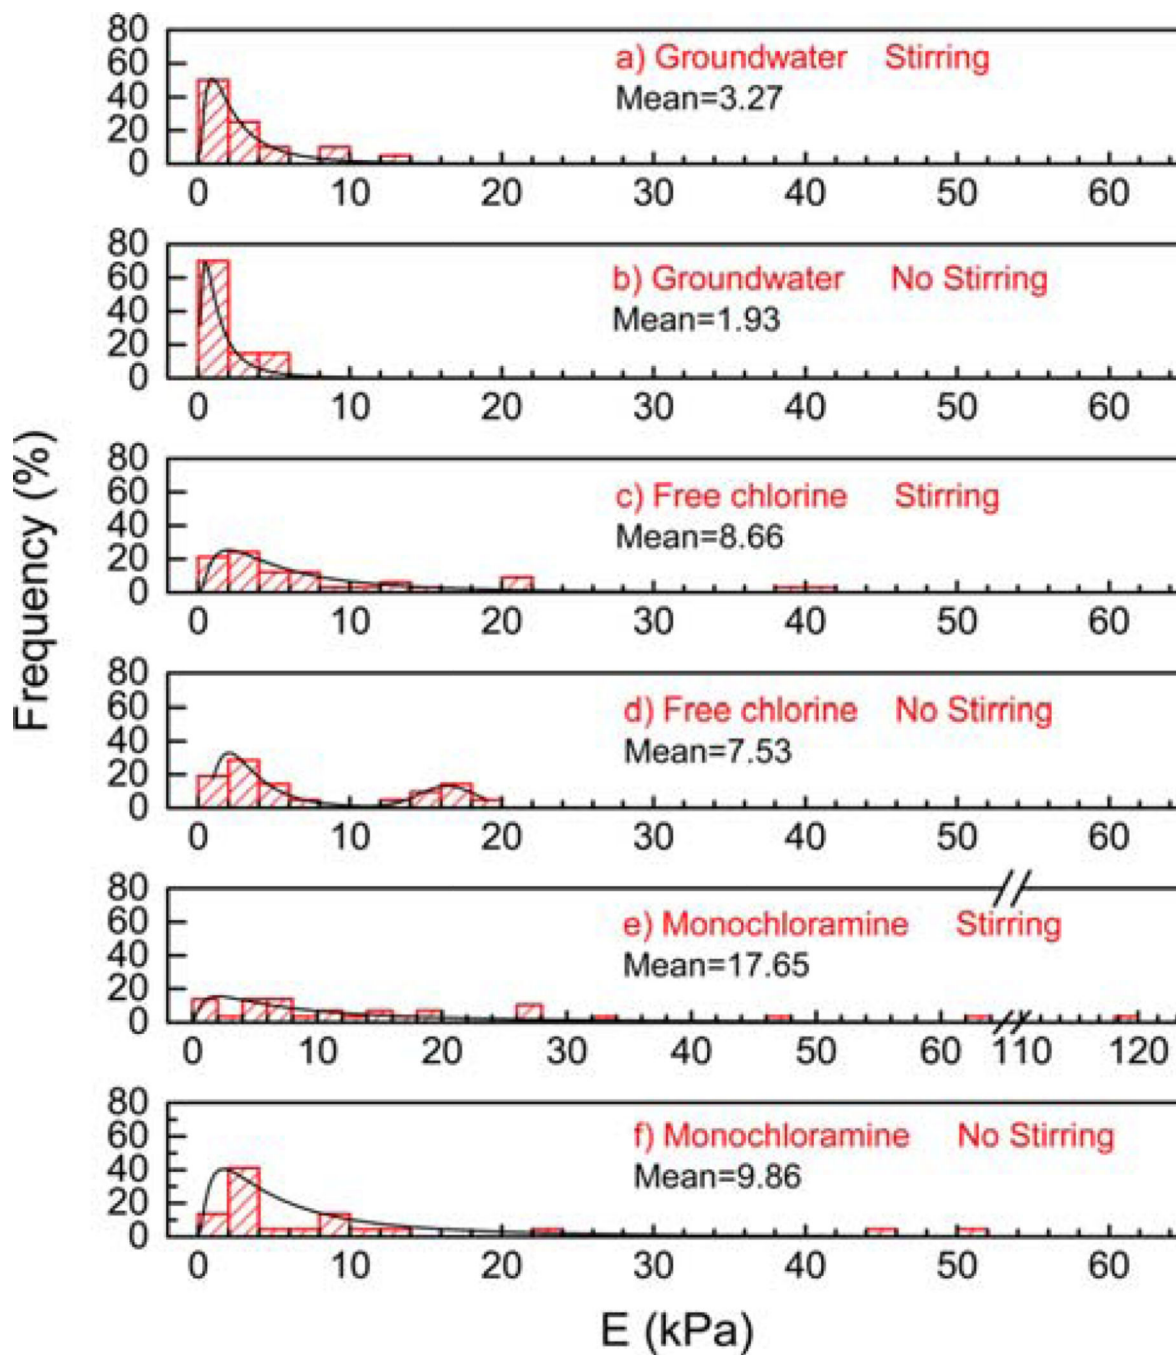 Frequency (%)
80
60
40
20
0
a) Groundwater Stirring
Mean=3.27
0 10 20 30 40 50 60
80
60
40
20
0
b) Groundwater No Stirring
Mean=1.93
0 10 20 30 40 50 60
80
60
40
20
0
c) Free chlorine Stirring
Mean=8.66
0 10 20 30 40 50 60
80
60
40
20
0
d) Free chlorine No Stirring
Mean=7.53
0 10 20 30 40 50 60
80
60
40
20
0
e) Monochloramine Stirring
Mean=17.65
0 10 20 30 40 50 60 110 120
80
60
40
20
0
f) Monochloramine No Stirring
Mean=9.86
0 10 20 30 40 50 60
E (kPa)